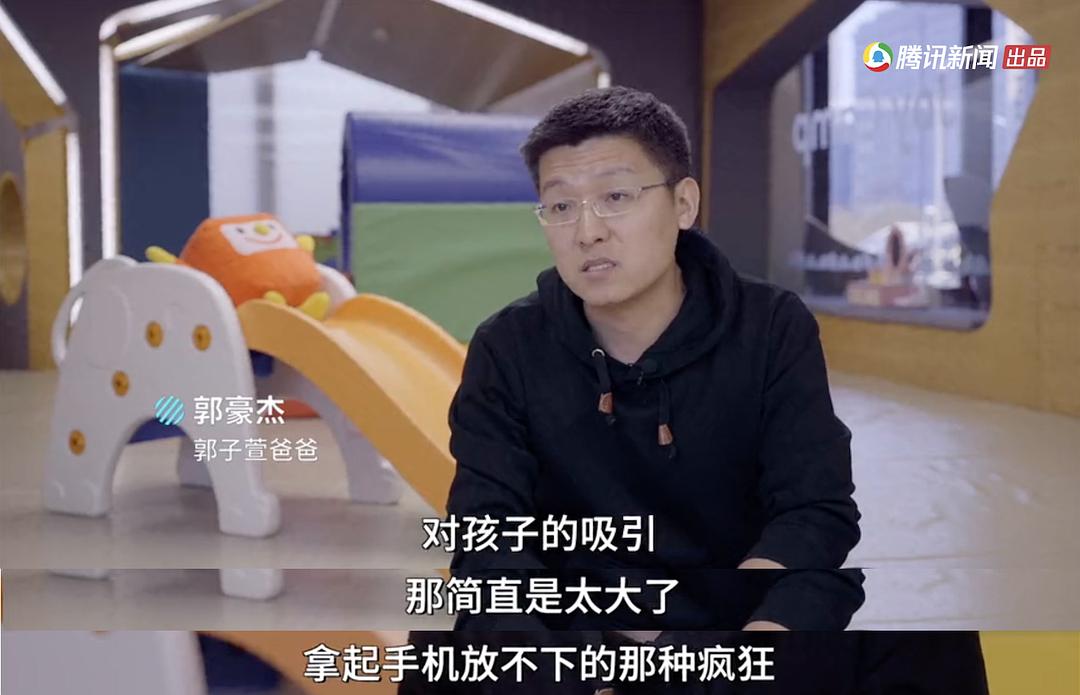 腾讯新闻 出品
郭豪杰
郭子萱爸爸
对孩子的吸引
那简直是太大了
拿起手机放不下的那种疯狂